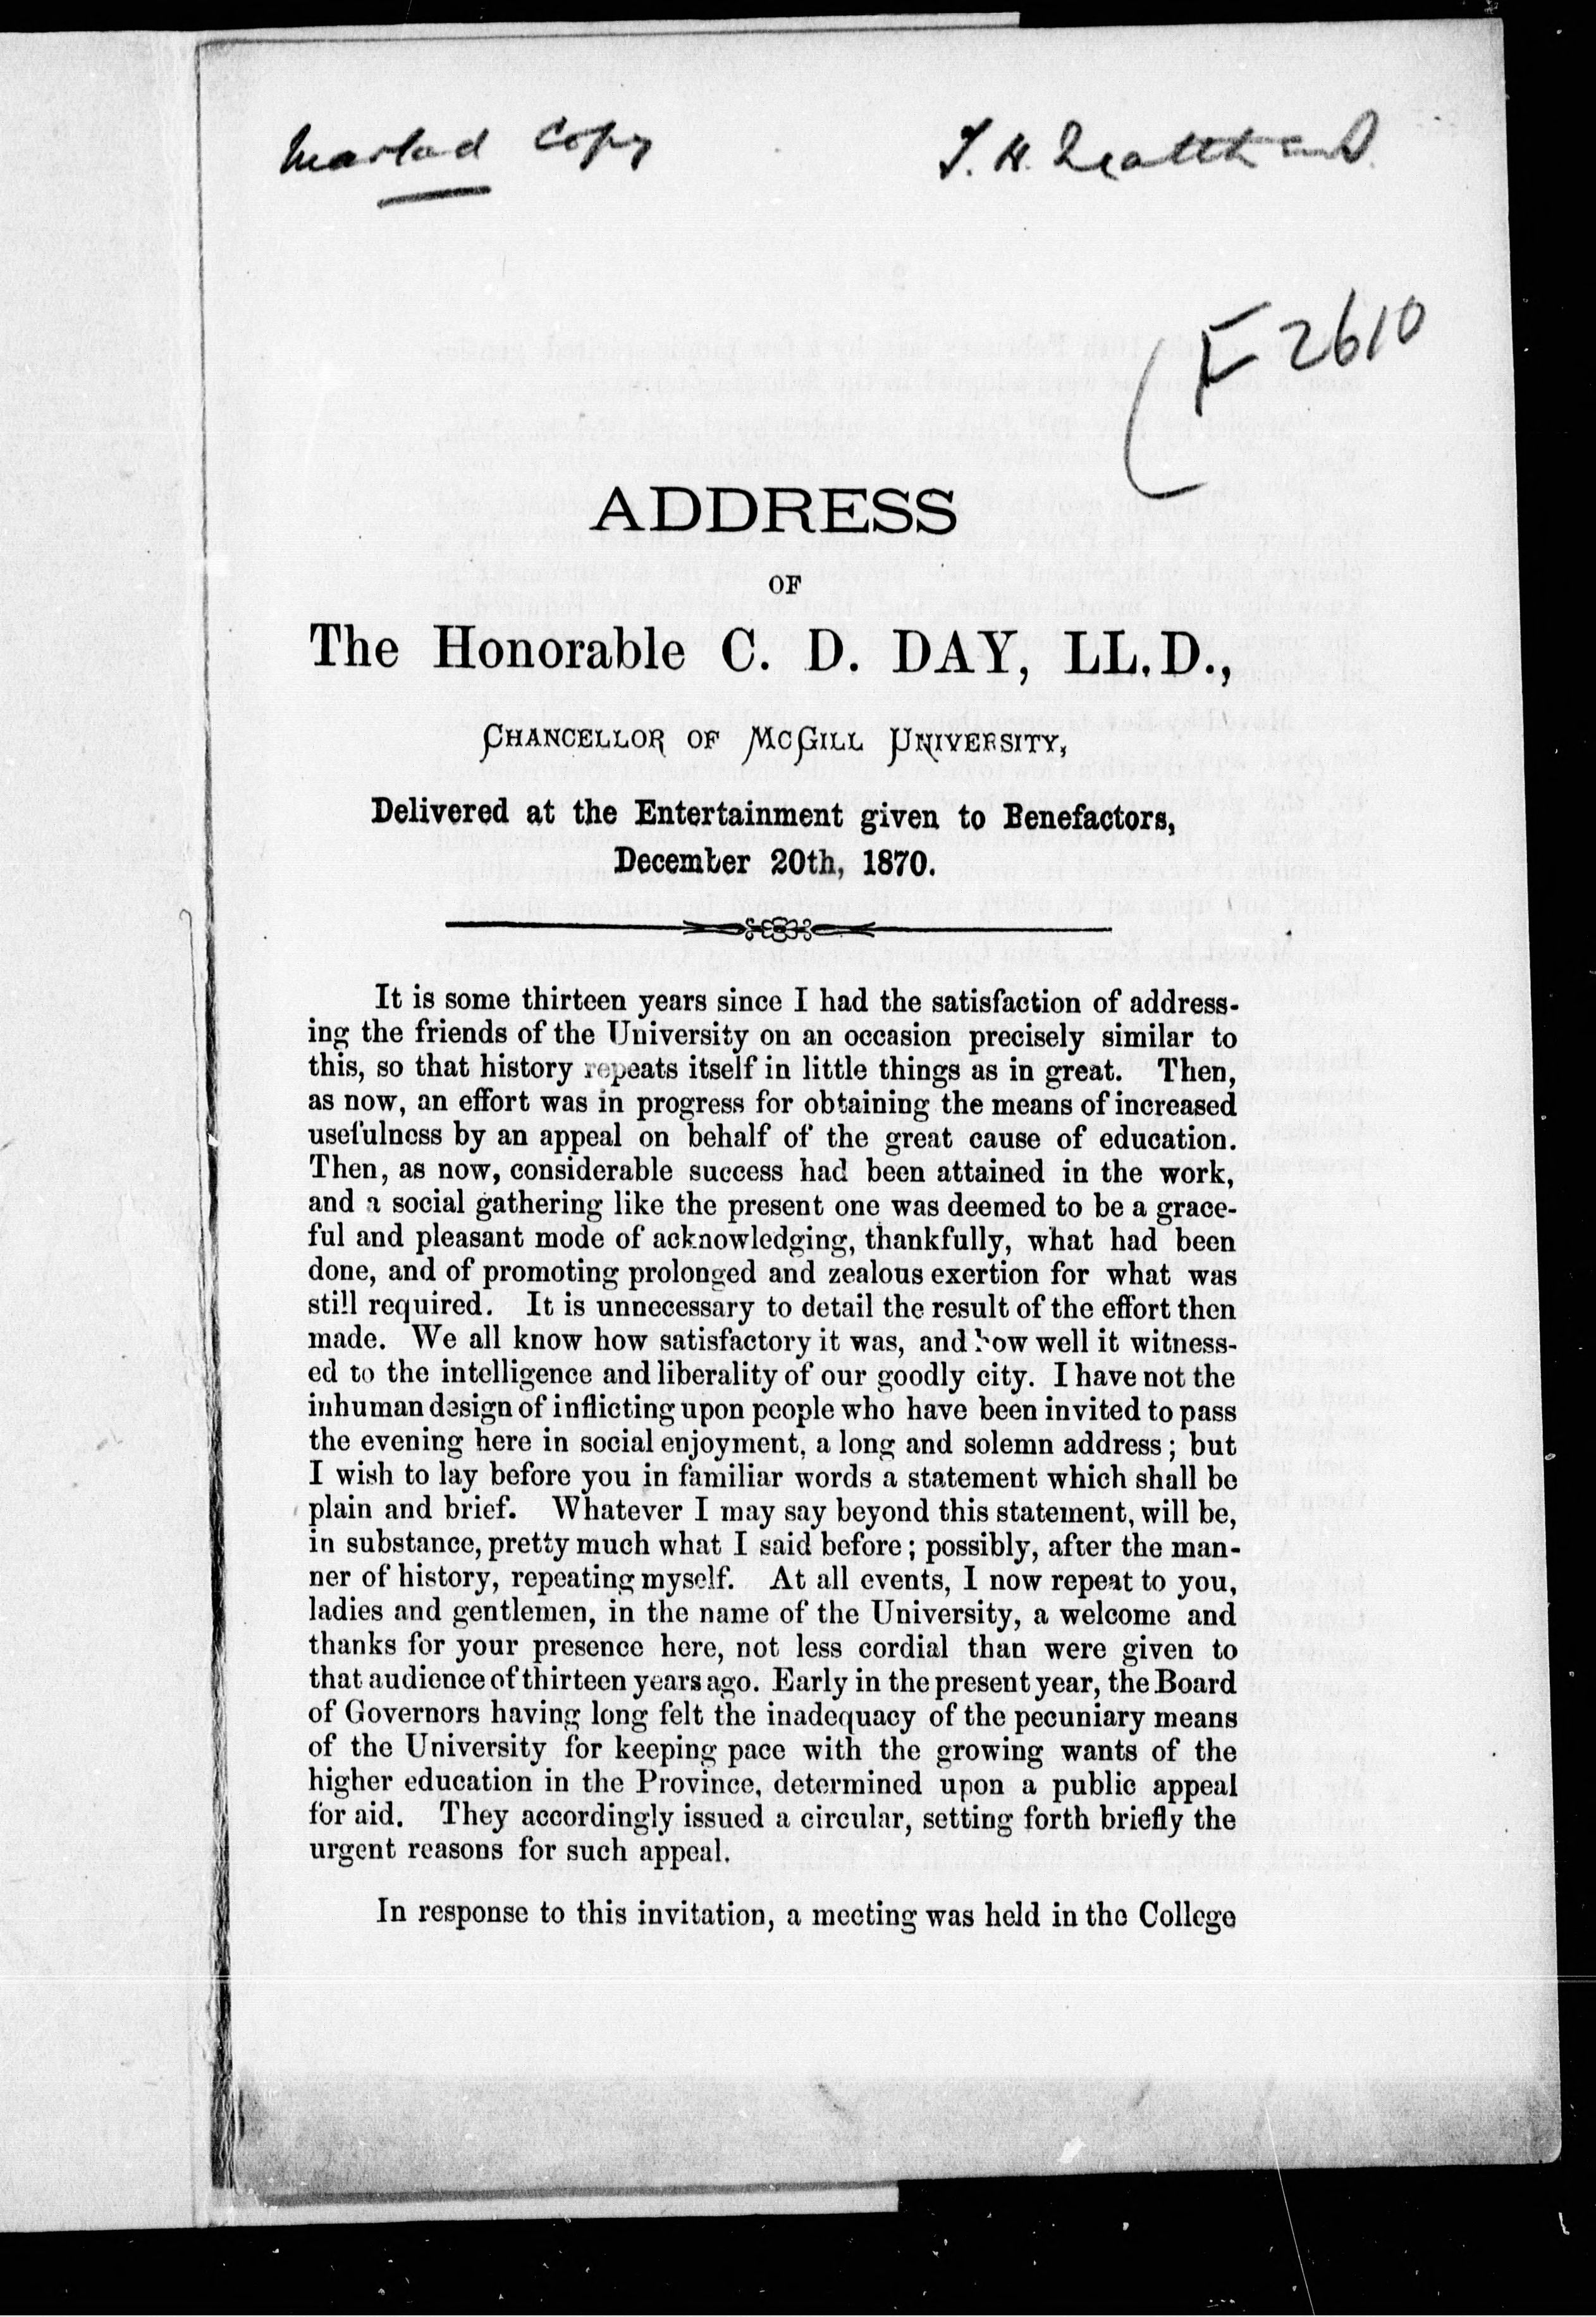 Copy
F 2610
ADDRESS
OF
The Honorable C. D. DAY, LL.D.,
CHANCELLOR OF MCGILL UNIVERSITY,
Delivered at the Entertainment given to Benefactors,
December 20th, 1870.
It is some thirteen years since I had the satisfaction of address-
ing the friends of the University on an occasion precisely similar to
this, so that history repeats itself in little things as in great. Then,
as now, an effort was in progress for obtaining the means of increased
usefulness by an appeal on behalf of the great cause of education.
Then, as now, considerable success had been attained in the work,
and a social gathering like the present one was deemed to be a grace-
ful and pleasant mode of acknowledging, thankfully, what had been
done, and of promoting prolonged and zealous exertion for what was
still required. It is unnecessary to detail the result of the effort then
made. We all know how satisfactory it was, and how well it witness-
ed to the intelligence and liberality of our goodly city. I have not the
inhuman design of inflicting upon people who have been invited to pass
the evening here in social enjoyment, a long and solemn address; but
I wish to lay before you in familiar words a statement which shall be
plain and brief. Whatever I may say beyond this statement, will be,
in substance, pretty much what I said before; possibly, after the man-
ner of history, repeating myself. At all events, I now repeat to you,
ladies and gentlemen, in the name of the University, a welcome and
thanks for your presence here, not less cordial than were given to
that audience of thirteen years ago. Early in the present year, the Board
of Governors having long felt the inadequacy of the pecuniary means
of the University for keeping pace with the growing wants of the
higher education in the Province, determined upon a public appeal
for aid. They accordingly issued a circular, setting forth briefly the
urgent reasons for such appeal.
In response to this invitation, a meeting was held in the College